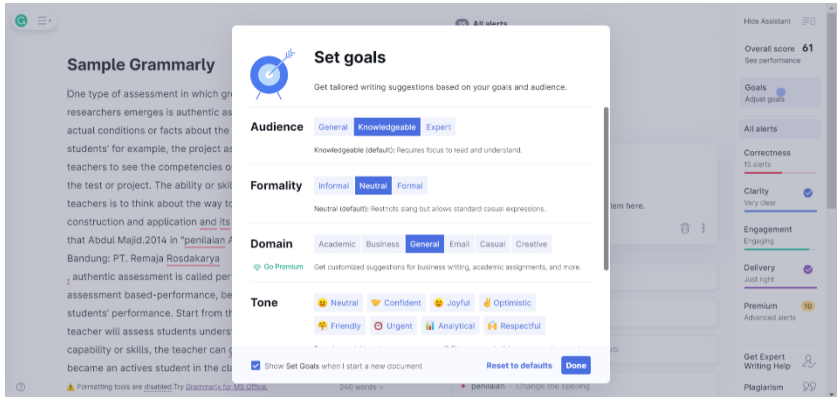 Hide Assistant
All alerts
Overall score 61
See performance
Goals
Adjust goals
All alerts
Correctness
15 alerts
Clarity
Very clear
Engagement
Engaging
Delivery
Just right
Premium 10
Advanced alerts
Get Expert
Writing Help
Plagiarism
Sample Grammarly
One type of assessment in which
researchers emerges is authentic
actual conditions or facts about the
students' for example, the project
teachers to see the competencies
the test or project. The ability or
teachers is to think about the way
construction and application and its
that Abdul Majid.2014 in "penilaian
Bandung: PT. Remaja Rosdakarya
, authentic assessment is called
assessment based-performance,
students' performance. Start from
teacher will assess students
capability or skills, the teacher can
became an actives student in the
Formatting tools are disabled.Try Grammarly for MS Office.
240 words
Set goals
Get tailored writing suggestions based on your goals and audience.
Audience General Knowledgeable Expert
Knowledgeable (default): Requires focus to read and understand.
Formality Informal Neutral Formal
Neutral (default): Restricts slang but allows standard casual expressions.
Domain Academic Business General Email Casual Creative
Go Premium Get customized suggestions for business writing, academic assignments, and more.
Tone Neutral Confident Joyful Optimistic
Friendly Urgent Analytical Respectful
Show Set Goals when I start a new document Reset to defaults Done
here.
penilaian - Change the spelling